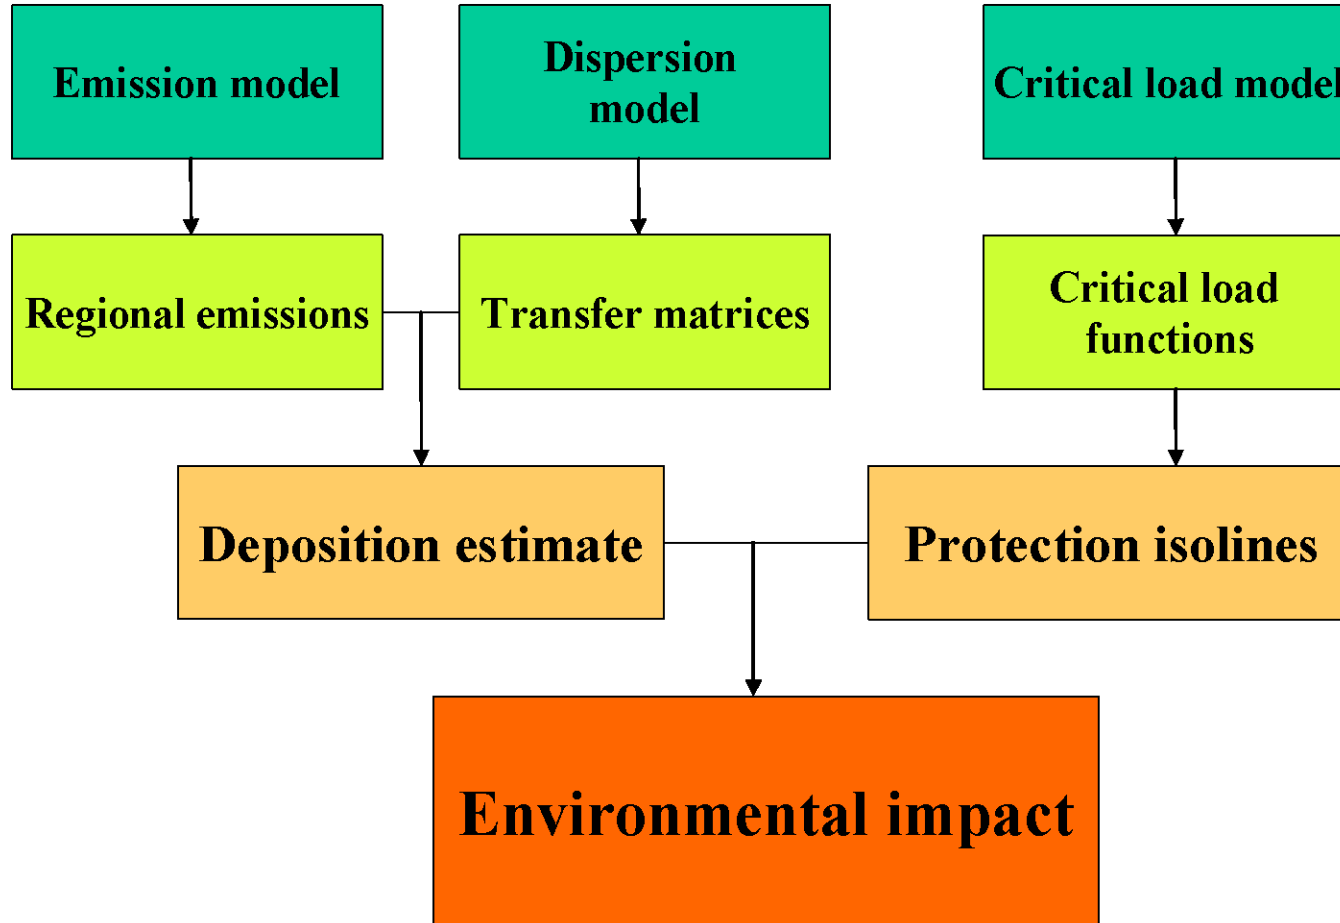 Emission model
Dispersion
model
Critical load model
Regional emissions
Transfer matrices
Critical load
functions
Deposition estimate
Protection isolines
Environmental impact